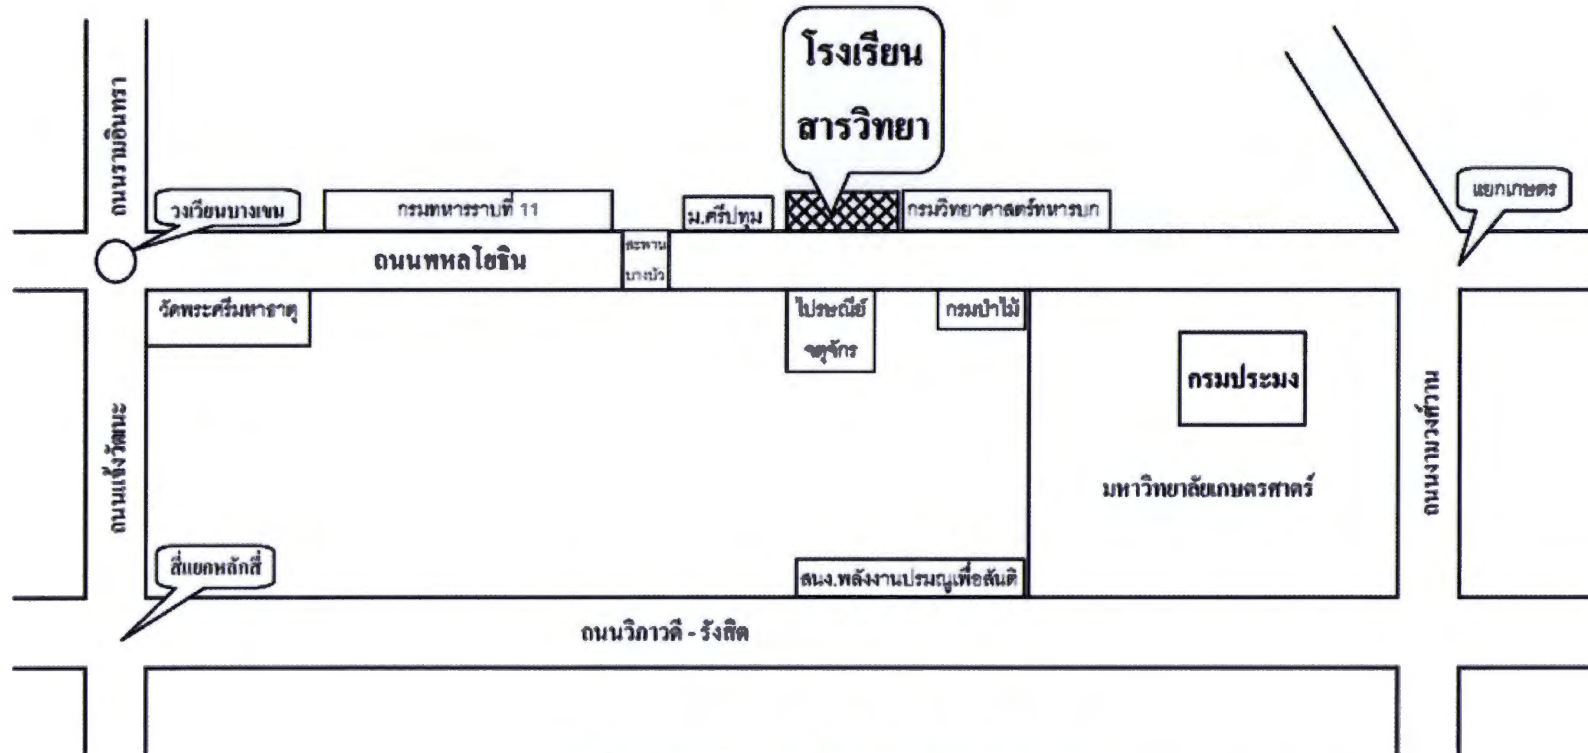 โรงเรียน
สารวิทยา
ถนนรามอินทรา
วงเวียนบางเขน
กรมทหารราบที่ 11
ม.ศรีปทุม
กรมวิทยาศาสตร์ทหารบก
แยกเกษตร
ถนนพหลโยธิน
สะพาน
บางบัว
วัดพระศรีมหาธาตุ
ไปรษณีย์
จตุจักร
กรมป่าไม้
กรมประมง
มหาวิทยาลัยเกษตรศาตร์
ถนนแจ้งวัฒนะ
ถนนงามวงศ์วาน
สี่แยกหลักสี่
สนง.พลังงานปรมณูเพื่อสันติ
ถนนวิภาวดี - รังสิต